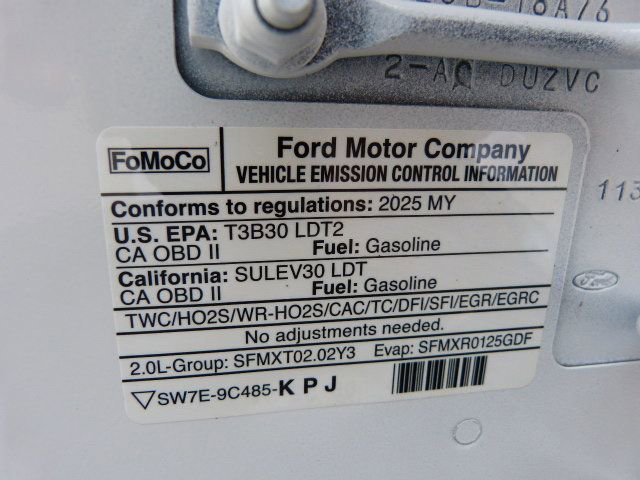 2-AQ DUZVC
FoMoCo
Ford Motor Company
VEHICLE EMISSION CONTROL INFORMATION
Conforms to regulations: 2025 MY
U.S. EPA: T3B30 LDT2
CA OBD II Fuel: Gasoline
California: SULEV30 LDT
CA OBD II Fuel: Gasoline
TWC/HO2S/WR-HO2S/CAC/TC/DFI/SFI/EGR/EGRC
No adjustments needed.
2.0L-Group: SFMXT02.02Y3 Evap: SFMXR0125GDF
SW7E-9C485-KPJ
113
Ford